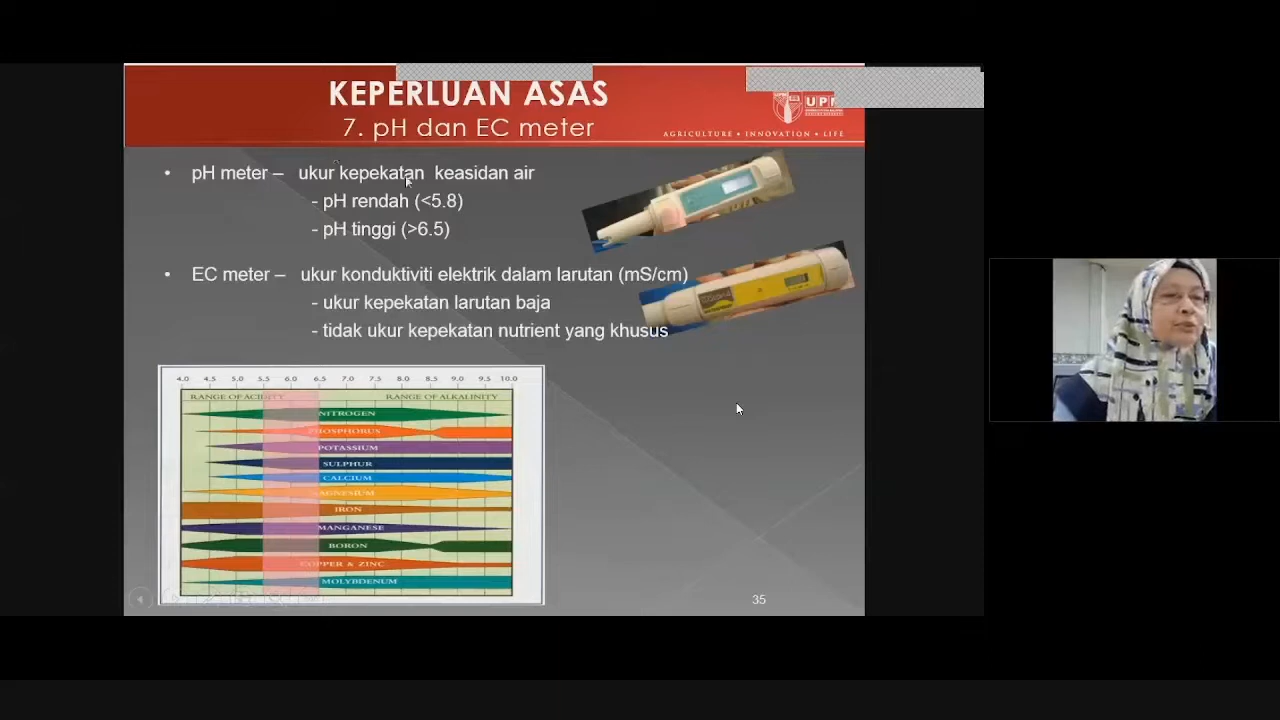 KEPERLUAN ASAS
7. pH dan EC meter
AGRICULTURE • INNOVATION • LIFE
• pH meter – ukur kepekatan keasidan air
- pH rendah (<5.8)
- pH tinggi (>6.5)
• EC meter – ukur konduktiviti elektrik dalam larutan (mS/cm)
- ukur kepekatan larutan baja
- tidak ukur kepekatan nutrient yang khusus
4.0 4.5 5.0 5.5 6.0 6.5 7.0 7.5 8.0 8.5 9.0 9.5 10.0
RANGE OF ACIDITY RANGE OF ALKALINITY
NITROGEN
PHOSPHORUS
POTASSIUM
SULPHUR
CALCIUM
MAGNESIUM
IRON
MANGANESE
BORON
COPPER & ZINC
MOLYBDENUM
35